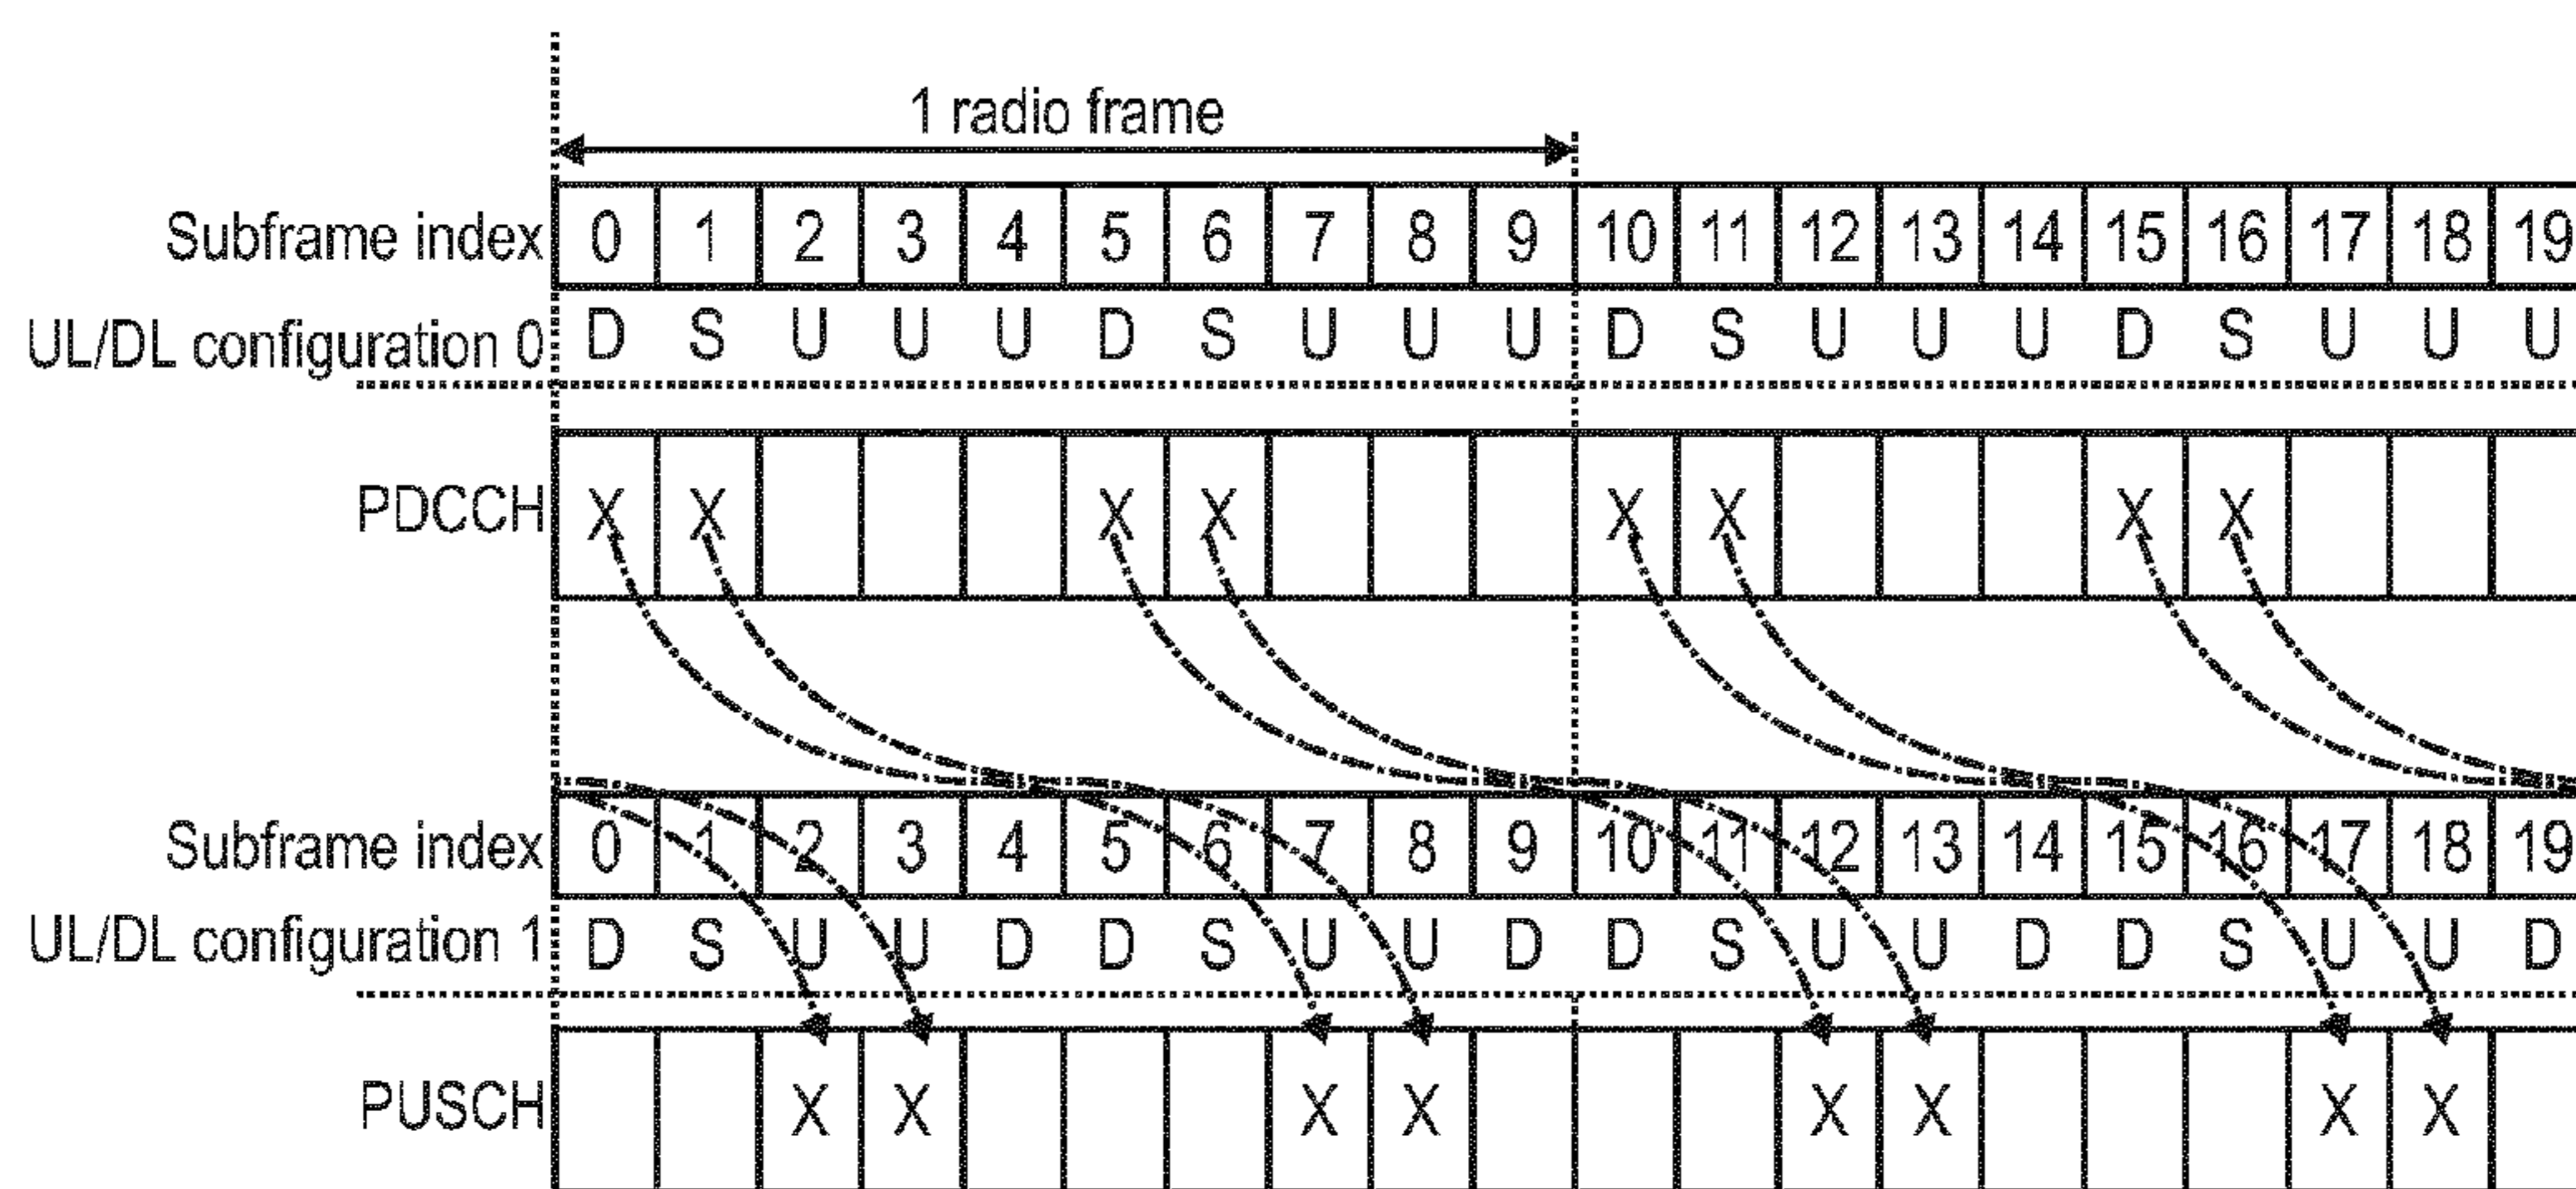 1 radio frame
Subframe index 0 1 2 3 4 5 6 7 8 9 10 11 12 13 14 15 16 17 18 19
UL/DL configuration 0 D S U U U D S U U U D S U U U D S U U U
PDCCH X X X X X X X X
Subframe index 0 1 2 3 4 5 6 7 8 9 10 11 12 13 14 15 16 17 18 19
UL/DL configuration 1 D S U U D D S U U D D S U U D D S U U D
PUSCH X X X X X X X X